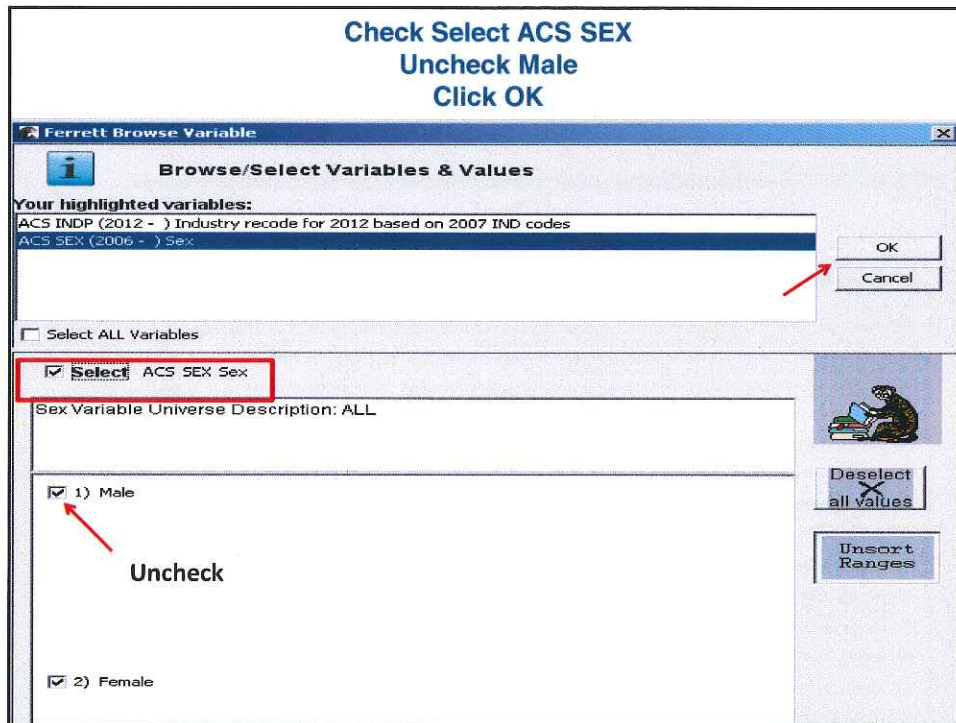 Check Select ACS SEX
Uncheck Male
Click OK
Ferrett Browse Variable
i
Browse/Select Variables & Values
Your highlighted variables:
ACS INDP (2012 - ) Industry recode for 2012 based on 2007 IND codes
ACS SEX (2006 - ) Sex
OK
Cancel
Select ALL Variables
Select ACS SEX Sex
Sex Variable Universe Description: ALL
1) Male
Deselect
all values
Unsort
Ranges
Uncheck
2) Female